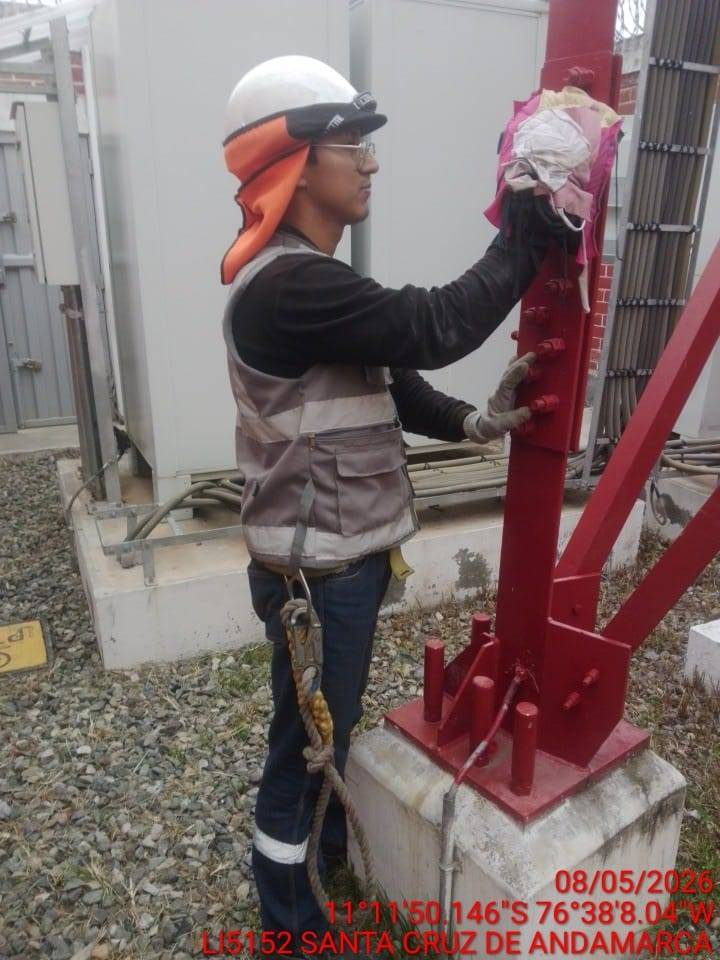 08/05/2026
11°11'50.146"S 76°38'8.04"W
LI5152 SANTA CRUZ DE ANDAMARCA